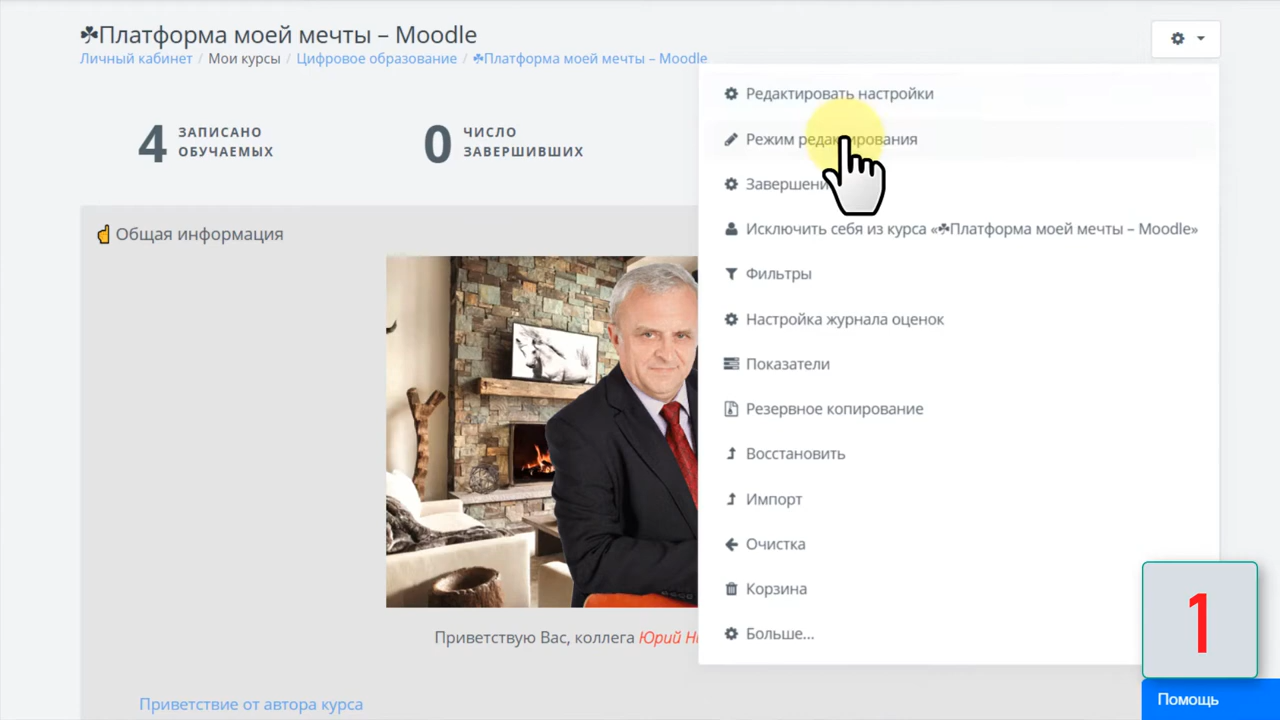 ☘Платформа моей мечты – Moodle
Личный кабинет / Мои курсы / Цифровое образование / ☘Платформа моей мечты – Moodle
4 ЗАПИСАНО ОБУЧАЕМЫХ
0 ЧИСЛО ЗАВЕРШИВШИХ
Общая информация
Приветствую Вас, коллега Юрий
Приветствие от автора курса
Редактировать настройки
Режим редактирования
Исключить себя из курса «☘Платформа моей мечты – Moodle»
Фильтры
Настройка журнала оценок
Показатели
Резервное копирование
Восстановить
Импорт
Очистка
Корзина
Больше...
1
Помощь